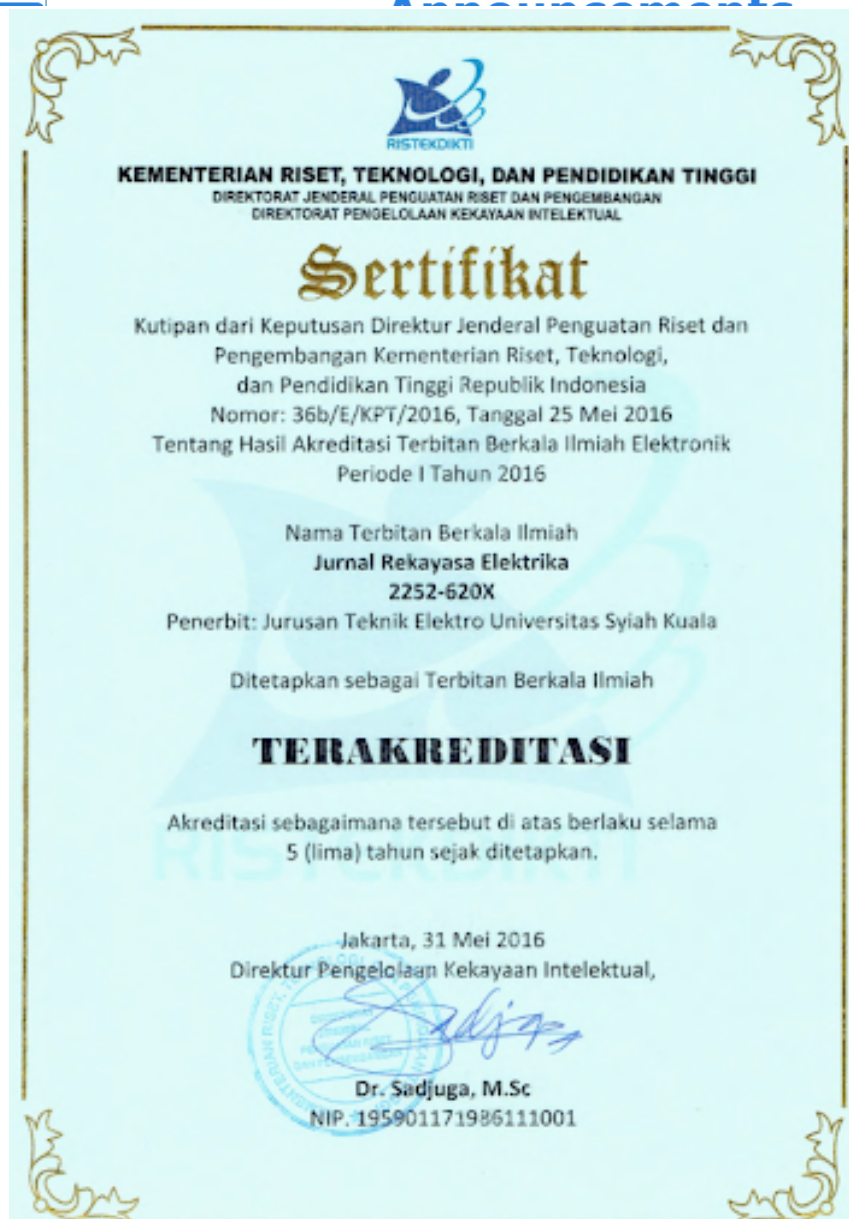 Announcements
RISTEKDIKTI
KEMENTERIAN RISET, TEKNOLOGI, DAN PENDIDIKAN TINGGI
DIREKTORAT JENDERAL PENGUATAN RISET DAN PENGEMBANGAN
DIREKTORAT PENGELOLAAN KEKAYAAN INTELEKTUAL
Sertifikat
Kutipan dari Keputusan Direktur Jenderal Penguatan Riset dan
Pengembangan Kementerian Riset, Teknologi,
dan Pendidikan Tinggi Republik Indonesia
Nomor: 36b/E/KPT/2016, Tanggal 25 Mei 2016
Tentang Hasil Akreditasi Terbitan Berkala Ilmiah Elektronik
Periode I Tahun 2016
Nama Terbitan Berkala Ilmiah
Jurnal Rekayasa Elektrika
2252-620X
Penerbit: Jurusan Teknik Elektro Universitas Syiah Kuala
Ditetapkan sebagai Terbitan Berkala Ilmiah
TERAKREDITASI
Akreditasi sebagaimana tersebut di atas berlaku selama
5 (lima) tahun sejak ditetapkan.
RISTEKDIKTI
Jakarta, 31 Mei 2016
Direktur Pengelolaan Kekayaan Intelektual,
Sadjuga
Dr. Sadjuga, M.Sc
NIP. 195901171986111001